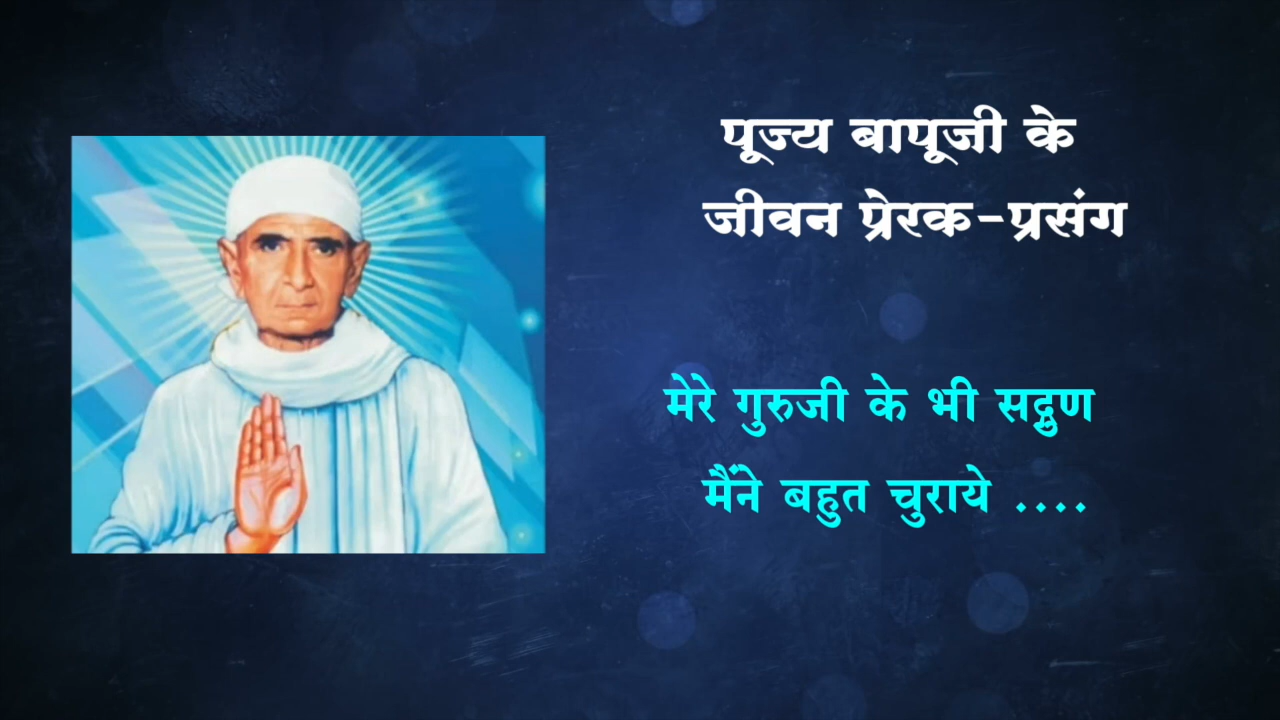 पूज्य बापूजी के
जीवन प्रेरक-प्रसंग
मेरे गुरुजी के भी सद्गुण
मैंने बहुत चुराये ....